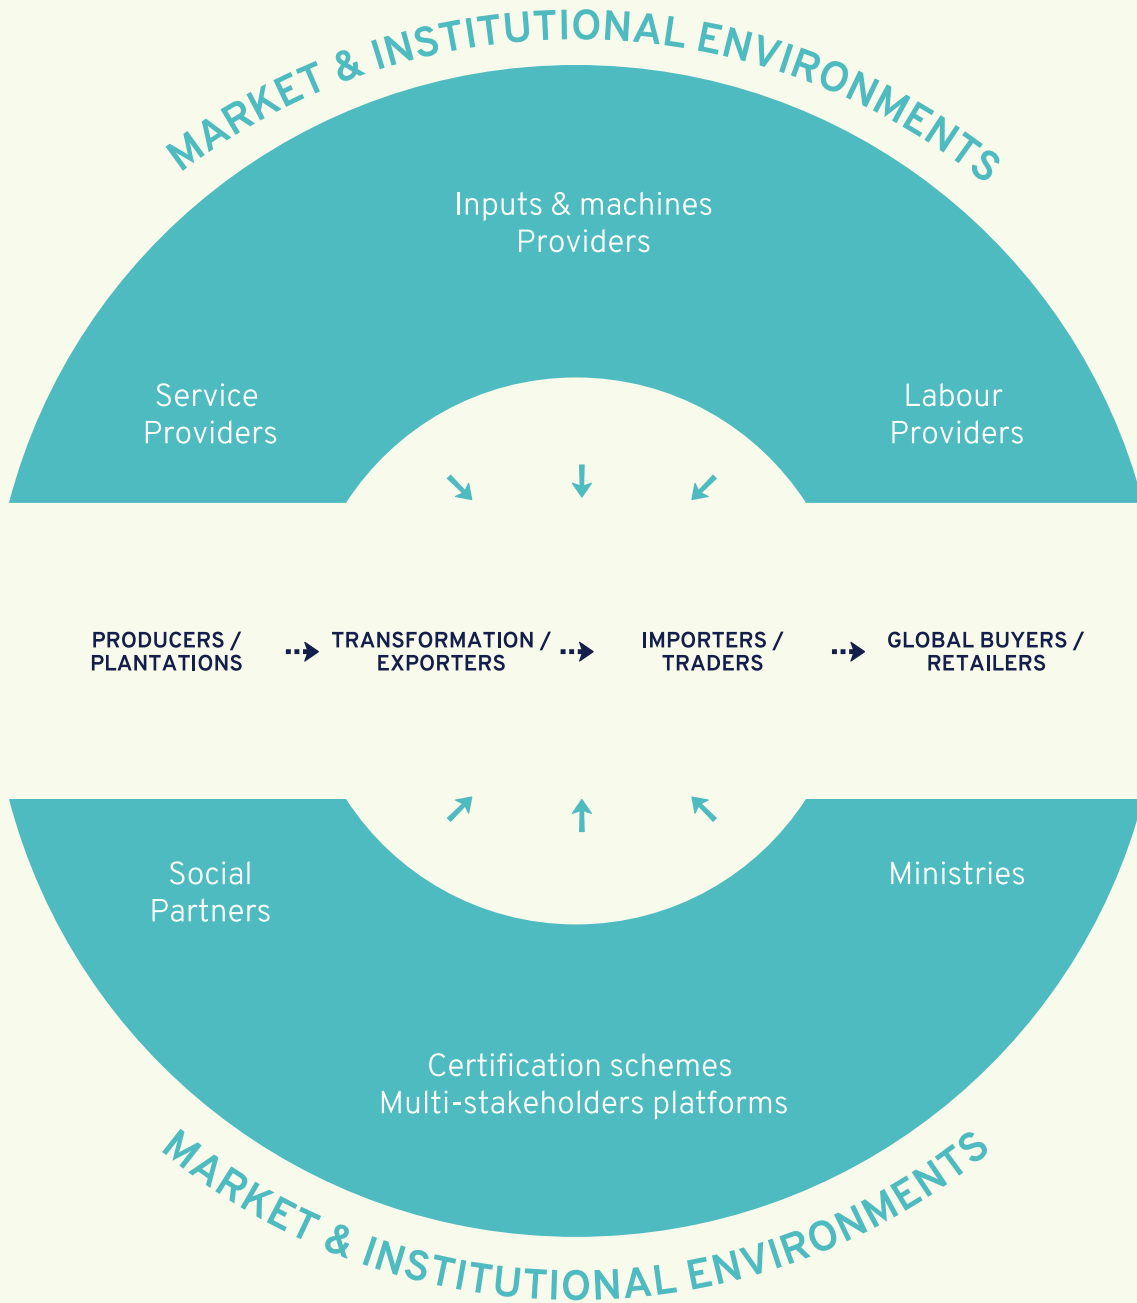 MARKET & INSTITUTIONAL ENVIRONMENTS
Inputs & machines
Providers
Service
Providers
Labour
Providers
PRODUCERS /
PLANTATIONS
TRANSFORMATION /
EXPORTERS
IMPORTERS /
TRADERS
GLOBAL BUYERS /
RETAILERS
Social
Partners
Ministries
Certification schemes
Multi-stakeholders platforms
MARKET & INSTITUTIONAL ENVIRONMENTS